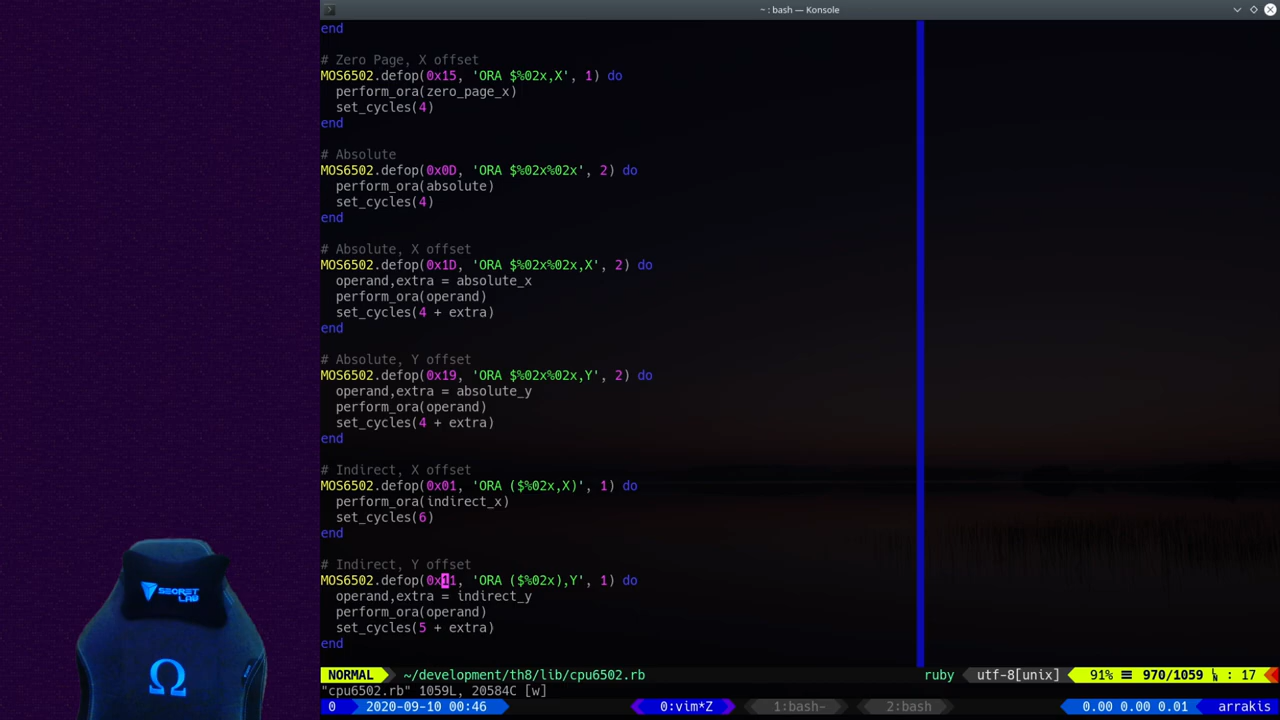 ~ : bash — Konsole
end
# Zero Page, X offset
MOS6502.defop(0x15, 'ORA $%02x,X', 1) do
  perform_ora(zero_page_x)
  set_cycles(4)
end
# Absolute
MOS6502.defop(0x0D, 'ORA $%02x%02x', 2) do
  perform_ora(absolute)
  set_cycles(4)
end
# Absolute, X offset
MOS6502.defop(0x1D, 'ORA $%02x%02x,X', 2) do
  operand,extra = absolute_x
  perform_ora(operand)
  set_cycles(4 + extra)
end
# Absolute, Y offset
MOS6502.defop(0x19, 'ORA $%02x%02x,Y', 2) do
  operand,extra = absolute_y
  perform_ora(operand)
  set_cycles(4 + extra)
end
# Indirect, X offset
MOS6502.defop(0x01, 'ORA ($%02x,X)', 1) do
  perform_ora(indirect_x)
  set_cycles(6)
end
# Indirect, Y offset
MOS6502.defop(0x11, 'ORA ($%02x),Y', 1) do
  operand,extra = indirect_y
  perform_ora(operand)
  set_cycles(5 + extra)
end
SECRETLAB
Ω
NORMAL ~/development/th8/lib/cpu6502.rb ruby utf-8[unix] 91% ☰ 970/1059 ㏑ : 17
"cpu6502.rb" 1059L, 20584C [w]
0 2020-09-10 00:46 0:vim*Z 1:bash- 2:bash 0.00 0.00 0.01 arrakis